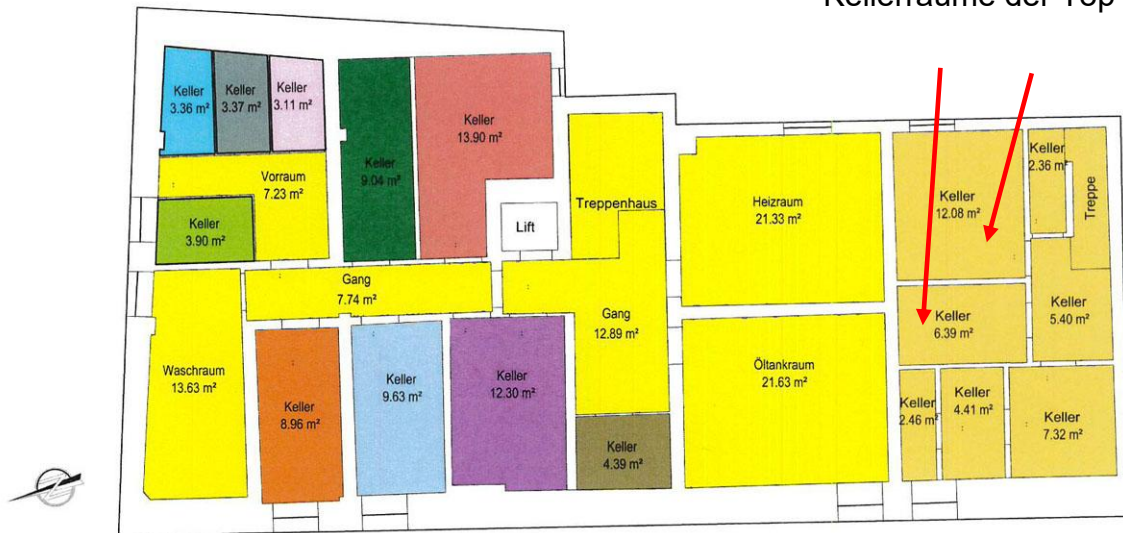 Kellerräume der Top
Keller
3.36 m²
Keller
3.37 m²
Keller
3.11 m²
Keller
9.04 m²
Keller
13.90 m²
Vorraum
7.23 m²
Keller
3.90 m²
Treppenhaus
Lift
Heizraum
21.33 m²
Keller
12.08 m²
Keller
2.36 m²
Treppe
Gang
7.74 m²
Gang
12.89 m²
Keller
6.39 m²
Keller
5.40 m²
Waschraum
13.63 m²
Keller
8.96 m²
Keller
9.63 m²
Keller
12.30 m²
Keller
4.39 m²
Öltankraum
21.63 m²
Keller
2.46 m²
Keller
4.41 m²
Keller
7.32 m²